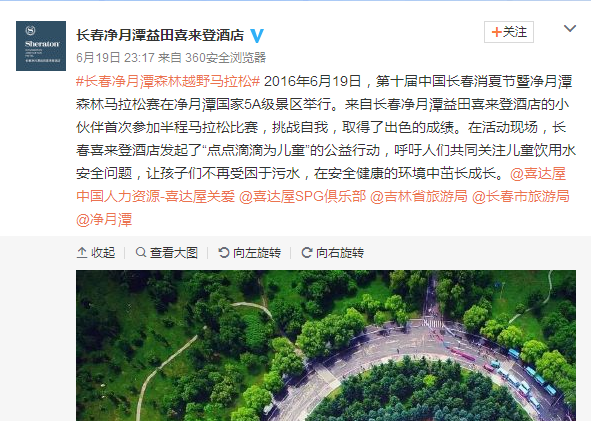 长春净月潭益田喜来登酒店
+关注
6月19日 23:17 来自 360安全浏览器
#长春净月潭森林越野马拉松# 2016年6月19日，第十届中国长春消夏节暨净月潭
森林马拉松赛在净月潭国家5A级景区举行。来自长春净月潭益田喜来登酒店的小
伙伴首次参加半程马拉松比赛，挑战自我，取得了出色的成绩。在活动现场，长
春喜来登酒店发起了“点点滴滴为儿童”的公益行动，呼吁人们共同关注儿童饮用水
安全问题，让孩子们不再受困于污水，在安全健康的环境中茁长成长。@喜达屋
中国人力资源-喜达屋关爱 @喜达屋SPG俱乐部 @吉林省旅游局 @长春市旅游局
@净月潭
收起
查看大图
向左旋转
向右旋转
Sheraton